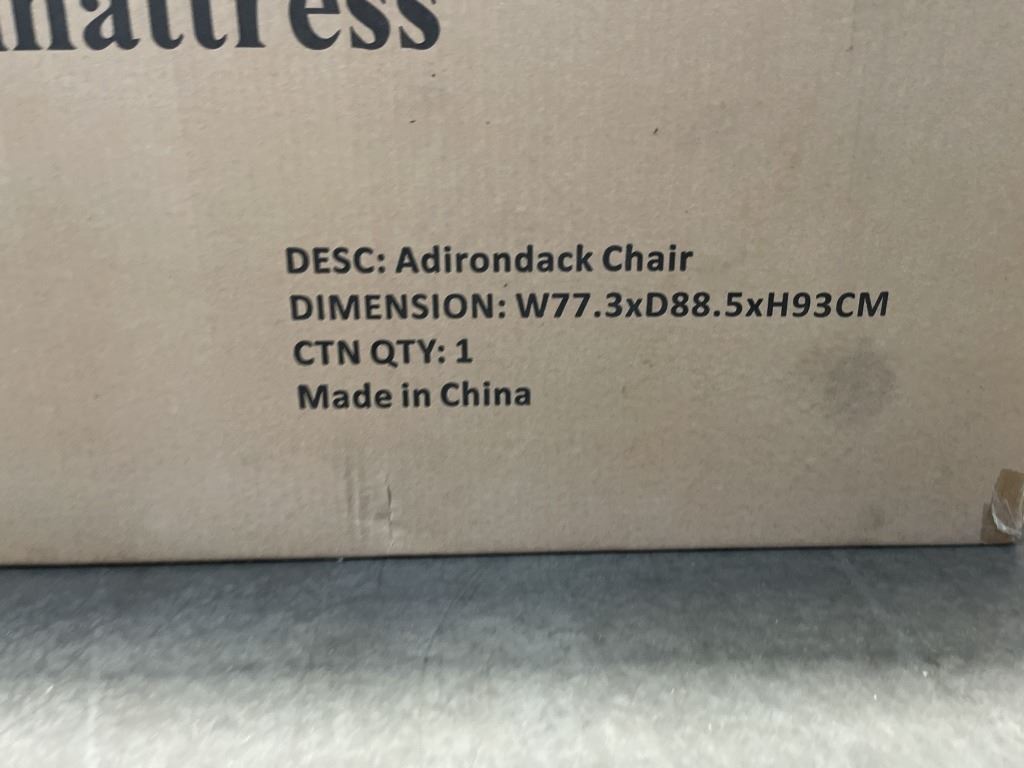 mattress
DESC: Adirondack Chair
DIMENSION: W77.3xD88.5xH93CM
CTN QTY: 1
Made in China